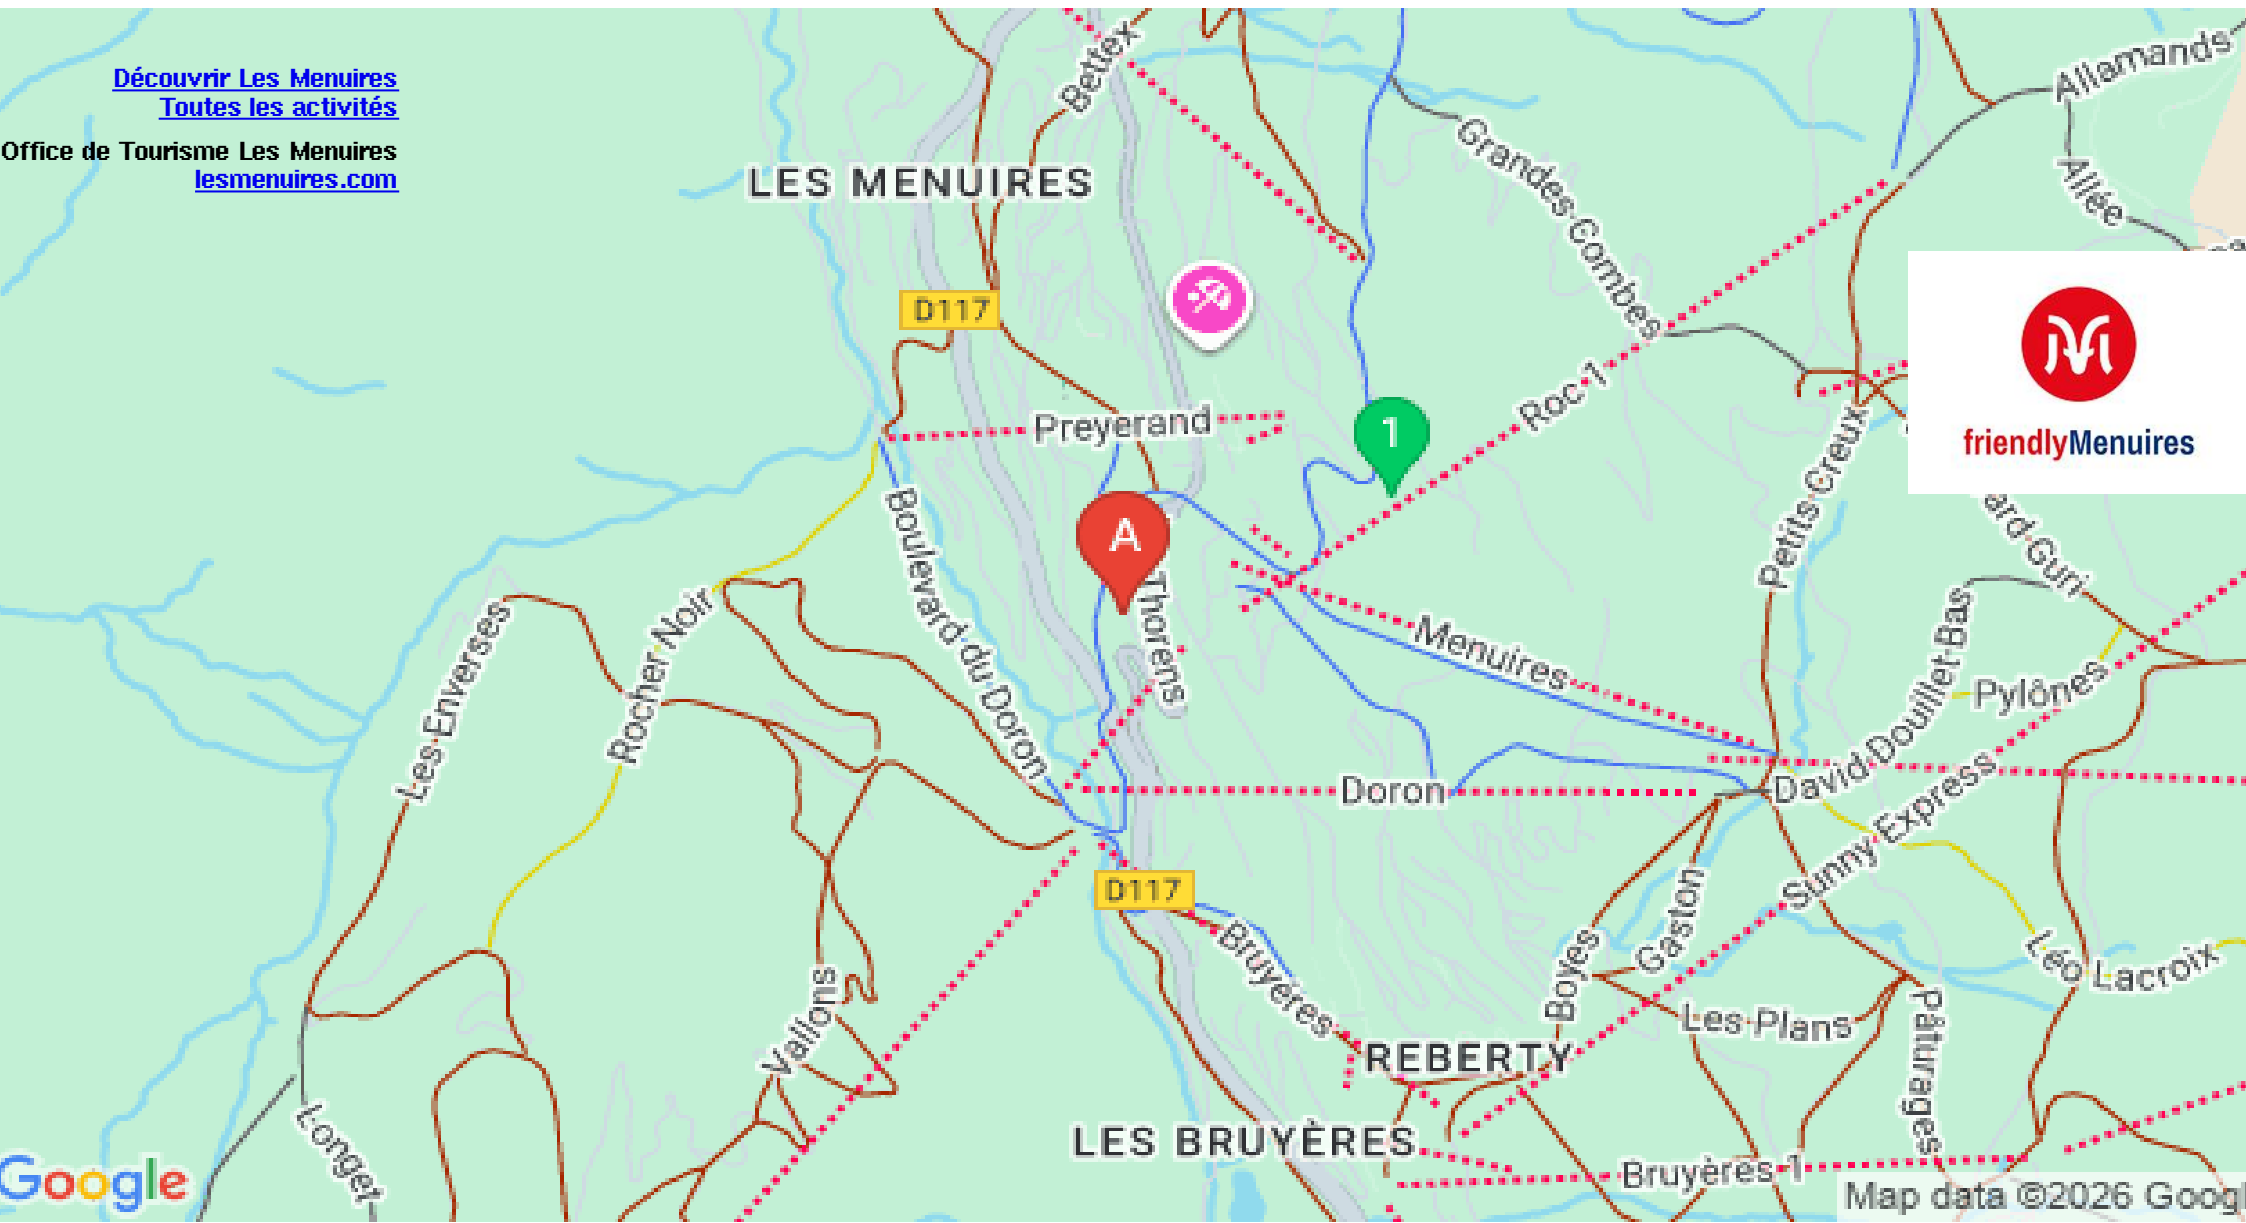 Découvrir Les Menuires
Toutes les activités
Office de Tourisme Les Menuires
lesmenuires.com
Bettex
Allamands
Allée
Grandes Combes
LES MENUIRES
D117
friendlyMenuires
Preyerand
1
Roc 1
Petits Creux
A
Thorens
Boulevard du Doron
Rocher Noir
Les Enverses
Menuires
David Douillet Bas
Pylônes
Doron
Sunny Express
D117
Bruyères
Boyes
Gaston
Léo Lacroix
Les Plans
Pâturages
Vallons
REBERTY
LES BRUYÈRES
Bruyères 1
Longet
Google
Map data ©2026 Googl